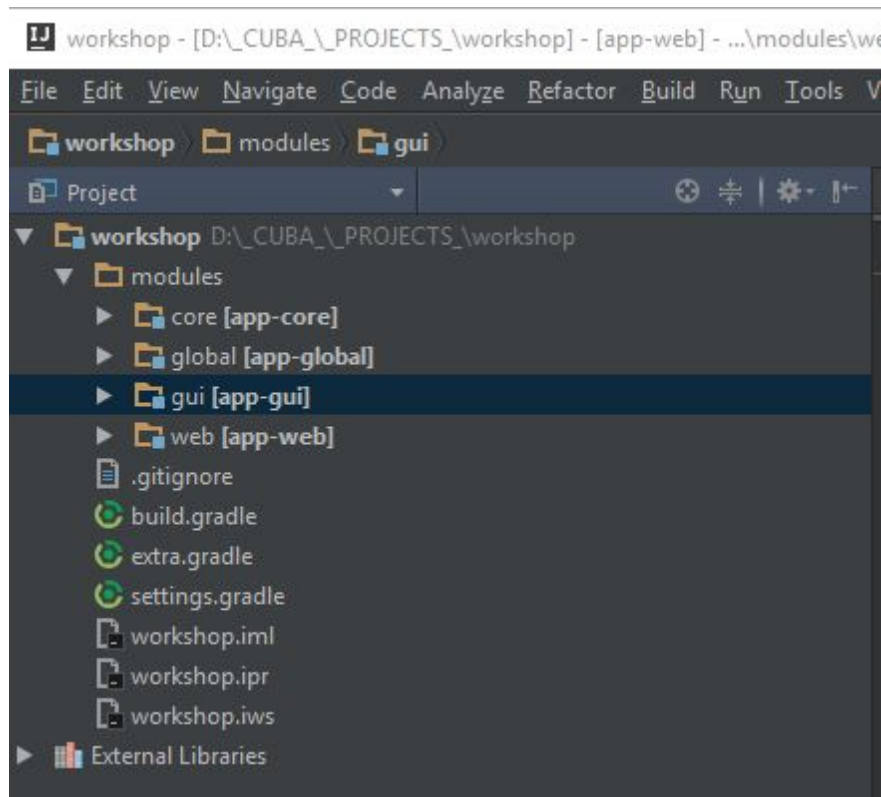 IJ workshop - [D:\_CUBA_\_PROJECTS_\workshop] - [app-web] - ...\modules\we
File Edit View Navigate Code Analyze Refactor Build Run Tools V
workshop modules gui
Project
workshop D:\_CUBA_\_PROJECTS_\workshop
modules
core [app-core]
global [app-global]
gui [app-gui]
web [app-web]
.gitignore
build.gradle
extra.gradle
settings.gradle
workshop.iml
workshop.ipr
workshop.iws
External Libraries